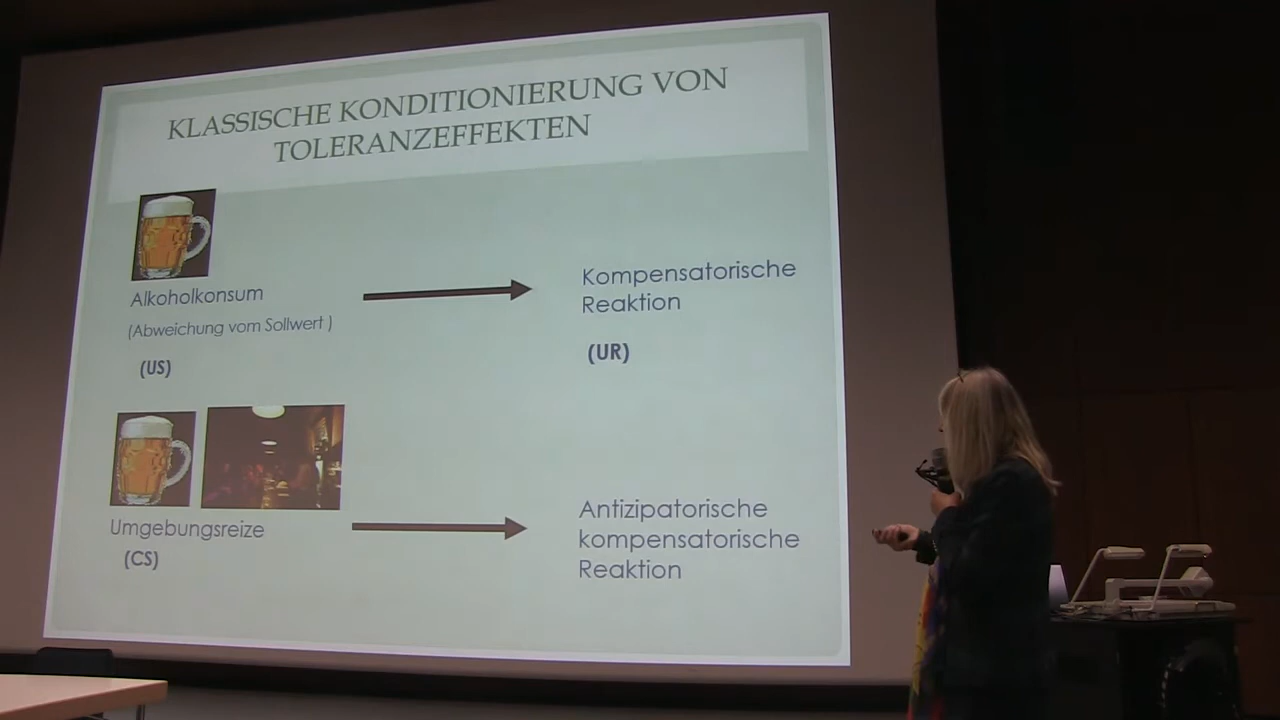 KLASSISCHE KONDITIONIERUNG VON
TOLERANZEFFEKTEN
Alkoholkonsum
(Abweichung vom Sollwert )
(US)
Kompensatorische
Reaktion
(UR)
Umgebungsreize
(CS)
Antizipatorische
kompensatorische
Reaktion